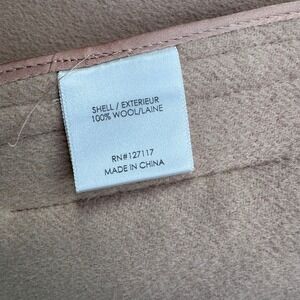 SHELL / EXTERIEUR
100% WOOL/LAINE
RN#127117
MADE IN CHINA